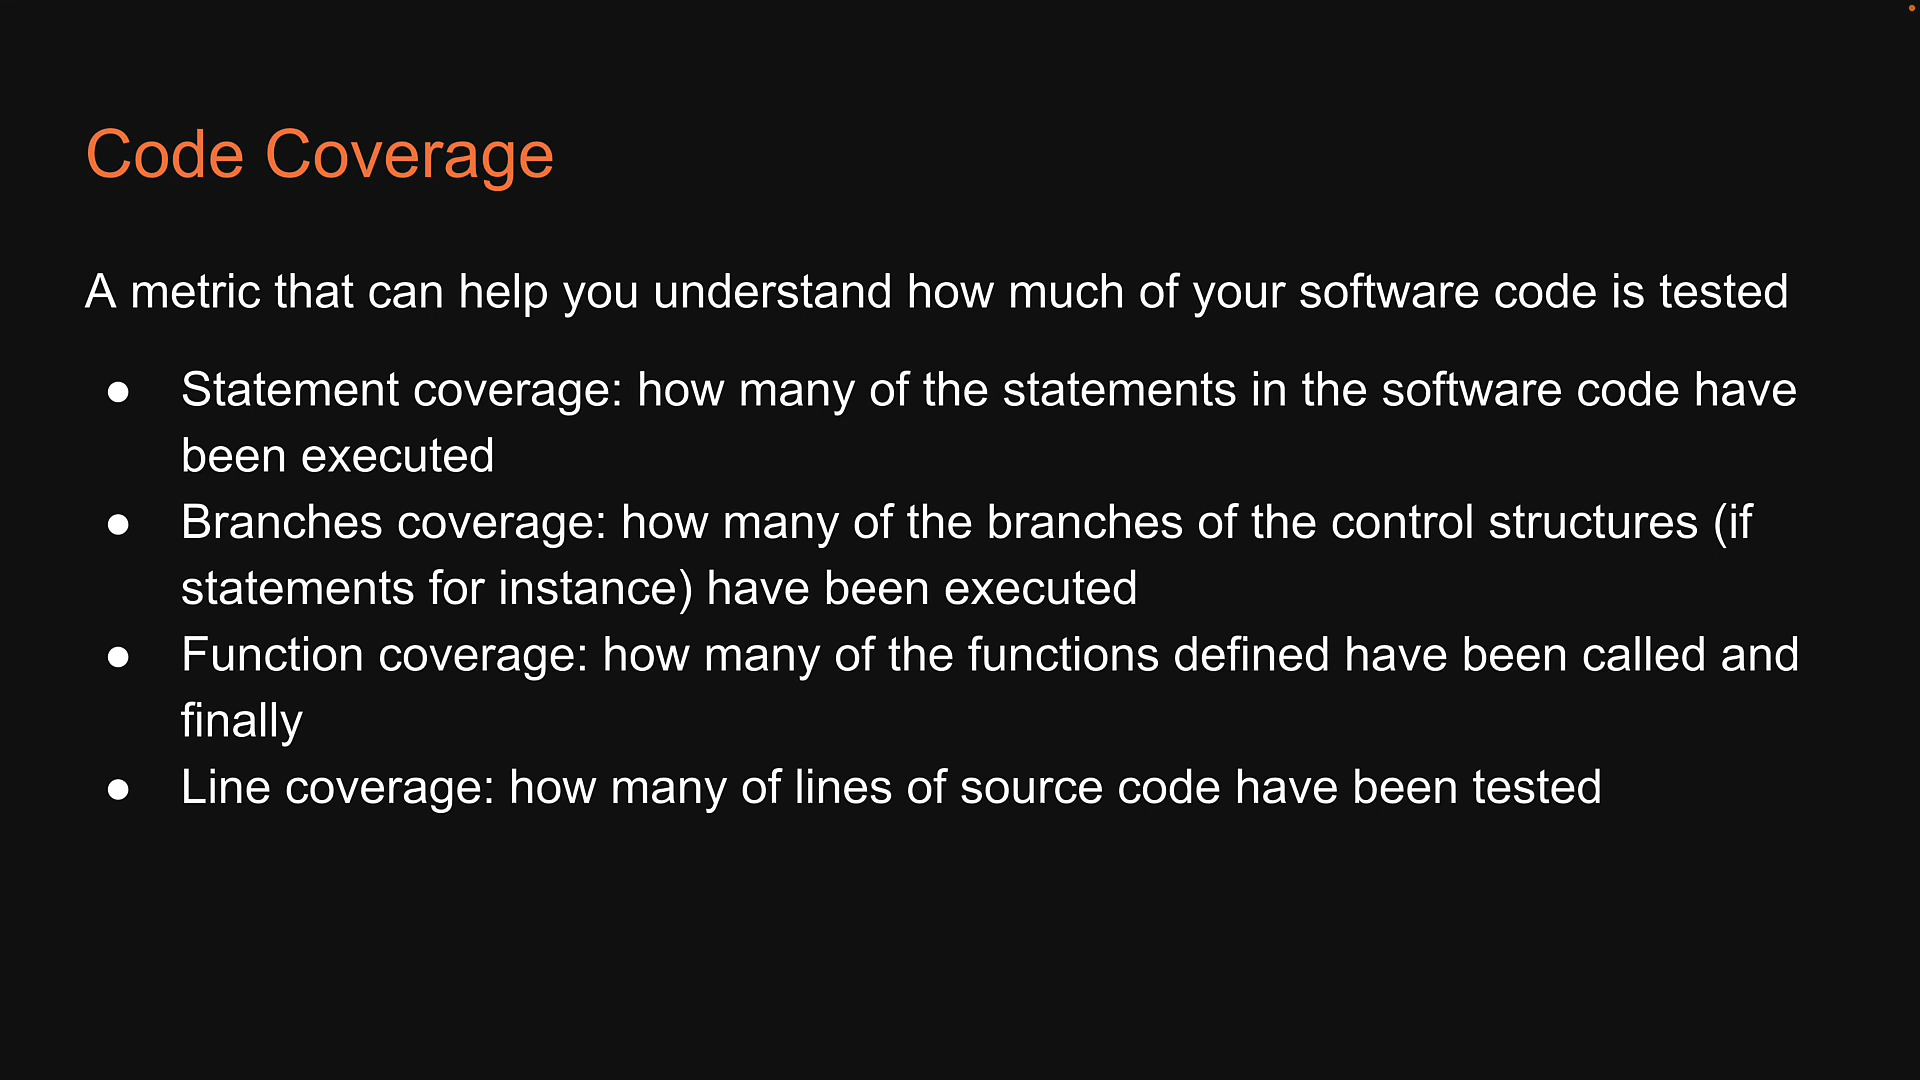 Code Coverage
A metric that can help you understand how much of your software code is tested
● Statement coverage: how many of the statements in the software code have
been executed
● Branches coverage: how many of the branches of the control structures (if
statements for instance) have been executed
● Function coverage: how many of the functions defined have been called and
finally
● Line coverage: how many of lines of source code have been tested